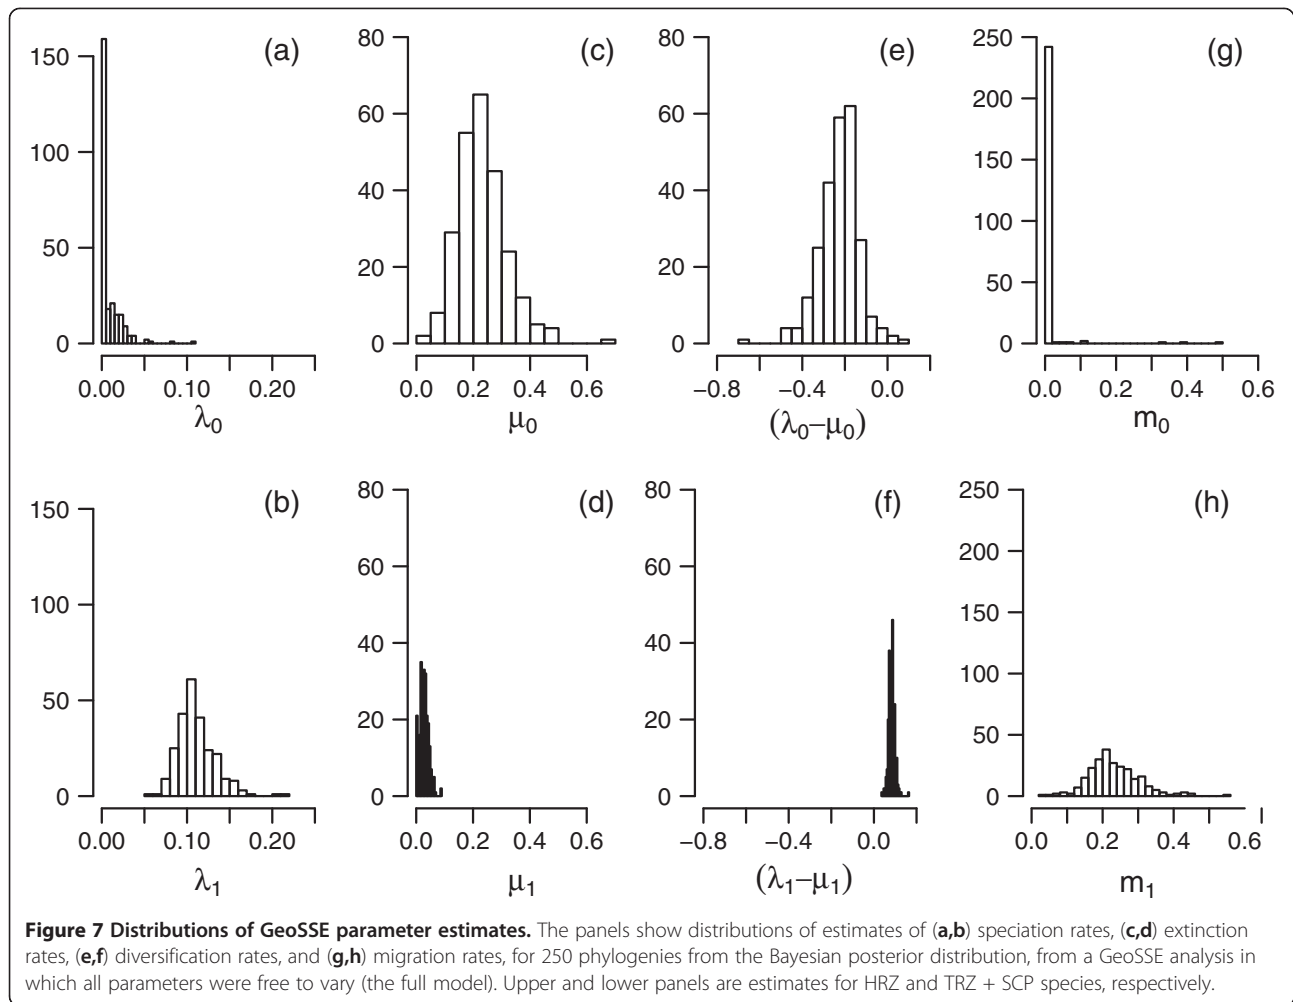 (a)
150
100
50
0
0.00 0.10 0.20
λ0
(c)
80
60
40
20
0
0.0 0.2 0.4 0.6
μ0
(e)
80
60
40
20
0
−0.8 −0.4 0.0
(λ0−μ0)
(g)
250
200
150
100
50
0
0.0 0.2 0.4 0.6
m0
(b)
150
100
50
0
0.00 0.10 0.20
λ1
(d)
80
60
40
20
0
0.0 0.2 0.4 0.6
μ1
(f)
80
60
40
20
0
−0.8 −0.4 0.0
(λ1−μ1)
(h)
250
200
150
100
50
0
0.0 0.2 0.4 0.6
m1
Figure 7 Distributions of GeoSSE parameter estimates. The panels show distributions of estimates of (a,b) speciation rates, (c,d) extinction
rates, (e,f) diversification rates, and (g,h) migration rates, for 250 phylogenies from the Bayesian posterior distribution, from a GeoSSE analysis in
which all parameters were free to vary (the full model). Upper and lower panels are estimates for HRZ and TRZ + SCP species, respectively.